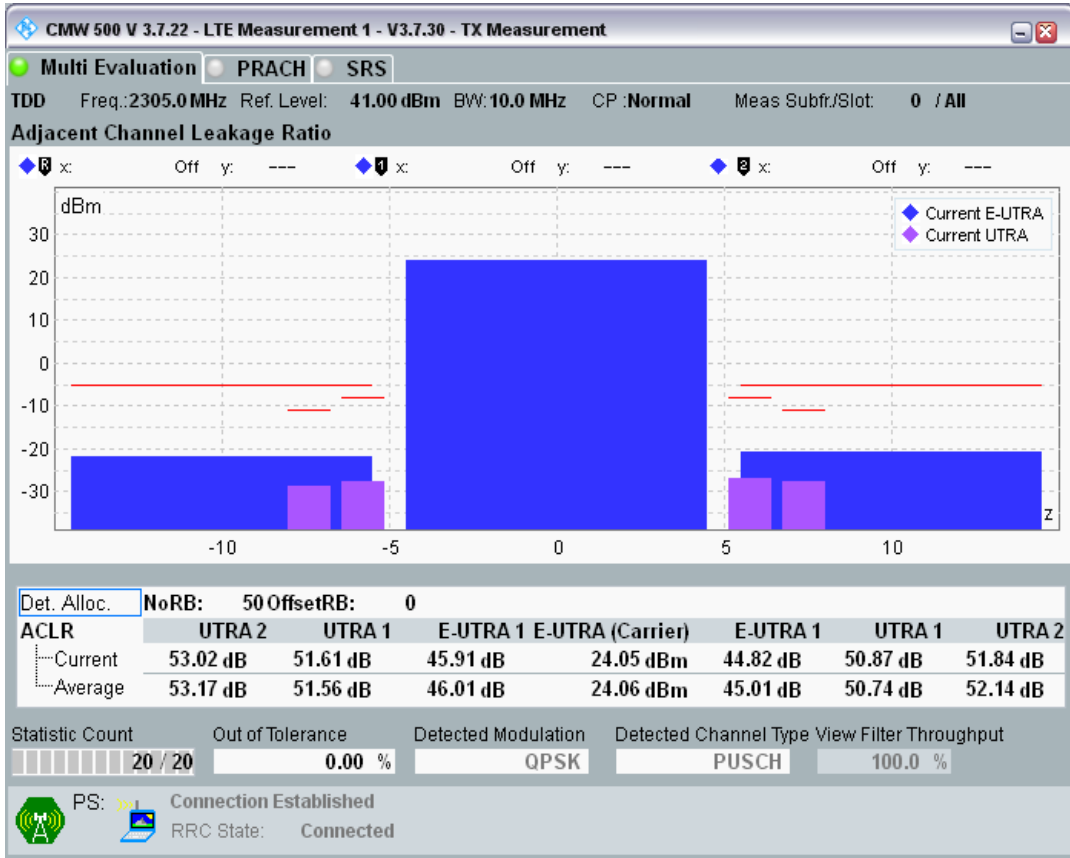 CMW 500 V 3.7.22 - LTE Measurement 1 - V3.7.30 - TX Measurement
Multi Evaluation PRACH SRS
TDD Freq.:2305.0 MHz Ref. Level: 41.00 dBm BW: 10.0 MHz CP :Normal Meas Subfr./Slot: 0 / All
Adjacent Channel Leakage Ratio
R x: Off y: --- 1 x: Off y: --- 2 x: Off y: ---
dBm
Current E-UTRA
Current UTRA
30
20
10
0
-10
-20
-30
z
-10 -5 0 5 10
Det. Alloc. NoRB: 50 OffsetRB: 0
ACLR UTRA 2 UTRA 1 E-UTRA 1 E-UTRA (Carrier) E-UTRA 1 UTRA 1 UTRA 2
Current 53.02 dB 51.61 dB 45.91 dB 24.05 dBm 44.82 dB 50.87 dB 51.84 dB
Average 53.17 dB 51.56 dB 46.01 dB 24.06 dBm 45.01 dB 50.74 dB 52.14 dB
Statistic Count Out of Tolerance Detected Modulation Detected Channel Type View Filter Throughput
20 / 20 0.00 % QPSK PUSCH 100.0 %
PS: Connection Established
RRC State: Connected